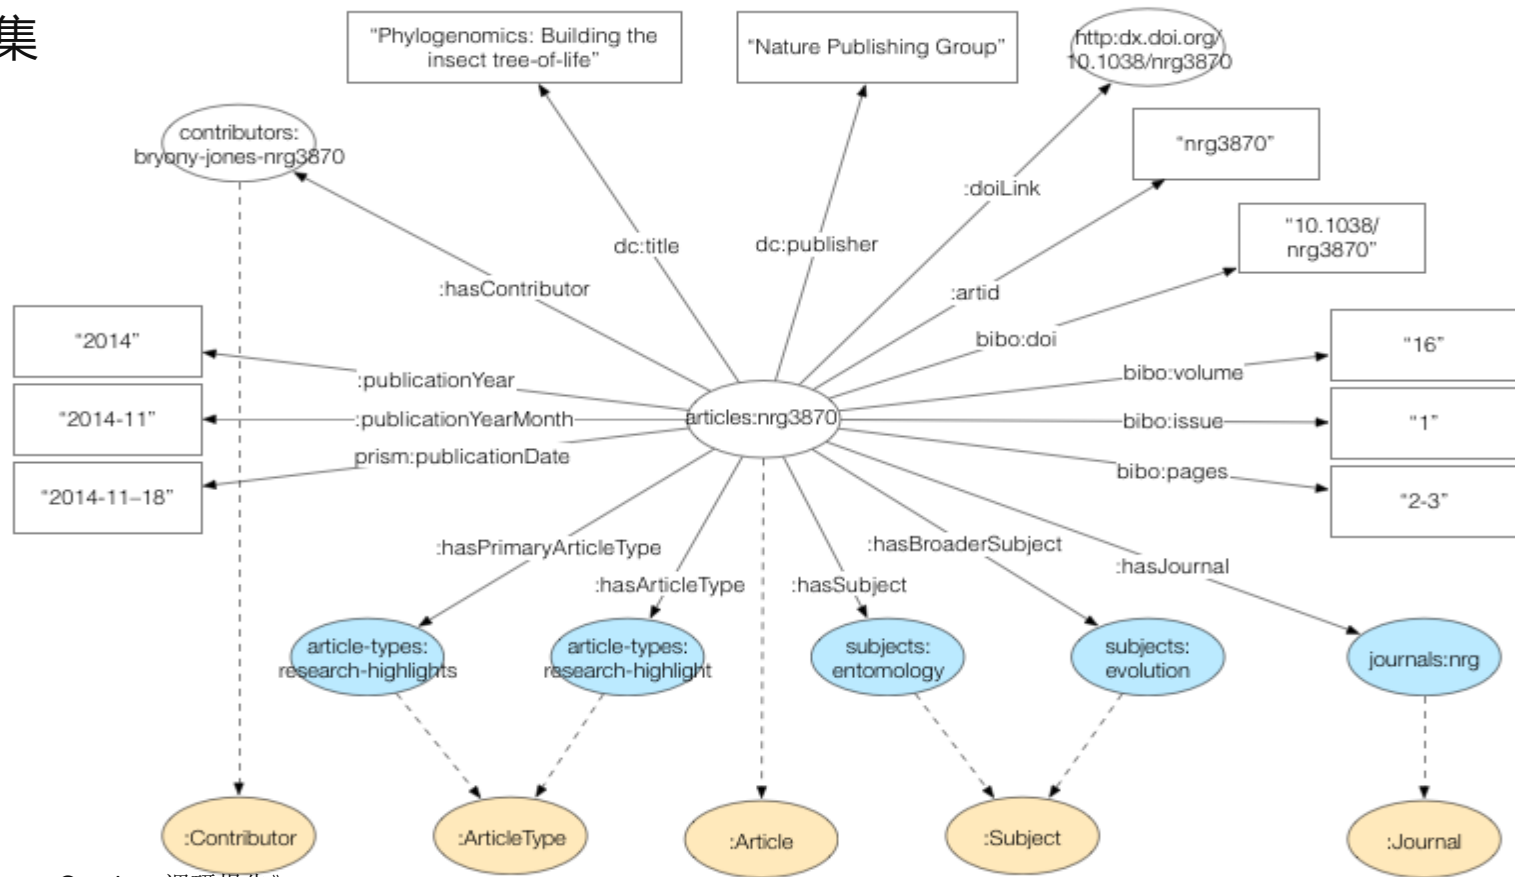 集
“Phylogenomics: Building the
insect tree-of-life”
“Nature Publishing Group”
http:dx.doi.org/
10.1038/nrg3870
contributors:
bryony-jones-nrg3870
“nrg3870”
:doiLink
“10.1038/
nrg3870”
dc:title
dc:publisher
:hasContributor
:artid
“2014”
bibo:doi
“16”
:publicationYear
bibo:volume
“2014-11”
:publicationYearMonth
articles:nrg3870
bibo:issue
“1”
prism:publicationDate
bibo:pages
“2-3”
“2014-11–18”
:hasPrimaryArticleType
:hasBroaderSubject
:hasJournal
:hasArticleType
:hasSubject
article-types:
research-highlights
article-types:
research-highlight
subjects:
entomology
subjects:
evolution
journals:nrg
:Contributor
:ArticleType
:Article
:Subject
:Journal